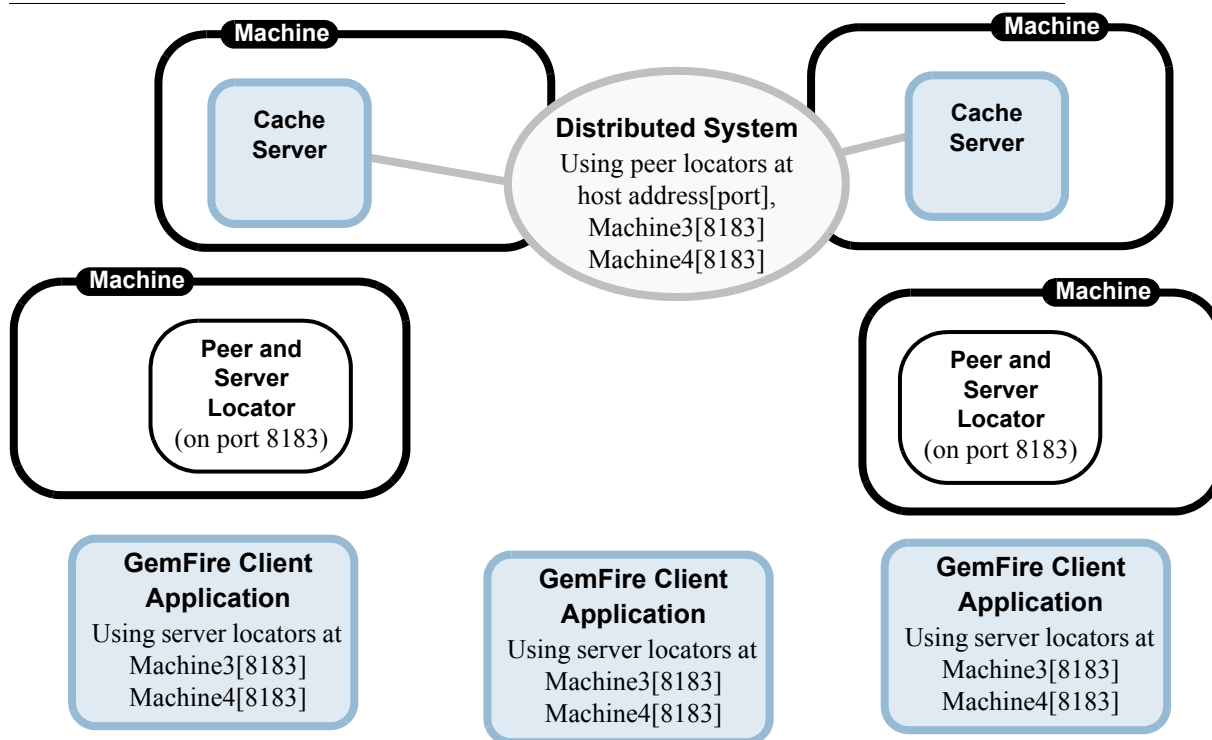 Machine
Cache
Server
Machine
Cache
Server
Distributed System
Using peer locators at
host address[port],
Machine3[8183]
Machine4[8183]
Machine
Peer and
Server
Locator
(on port 8183)
Machine
Peer and
Server
Locator
(on port 8183)
GemFire Client
Application
Using server locators at
Machine3[8183]
Machine4[8183]
GemFire Client
Application
Using server locators at
Machine3[8183]
Machine4[8183]
GemFire Client
Application
Using server locators at
Machine3[8183]
Machine4[8183]